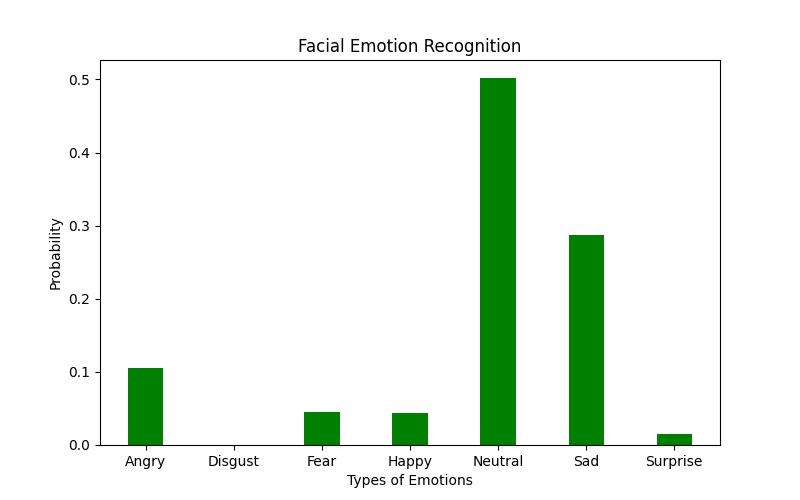 Facial Emotion Recognition
0.5
0.4
0.3
0.2
0.1
0.0
Probability
Angry Disgust Fear Happy Neutral Sad Surprise
Types of Emotions